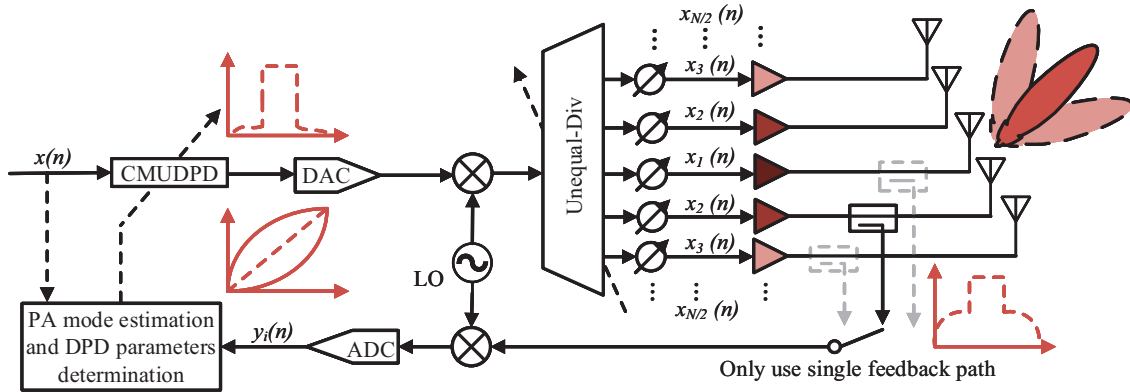 x_{N/2} (n)
x_3 (n)
x_2 (n)
x_1 (n)
x_2 (n)
x_3 (n)
x_{N/2} (n)
Unequal-Div
x(n)
CMUDPD
DAC
LO
PA mode estimation
and DPD parameters
determination
y_i(n)
ADC
Only use single feedback path